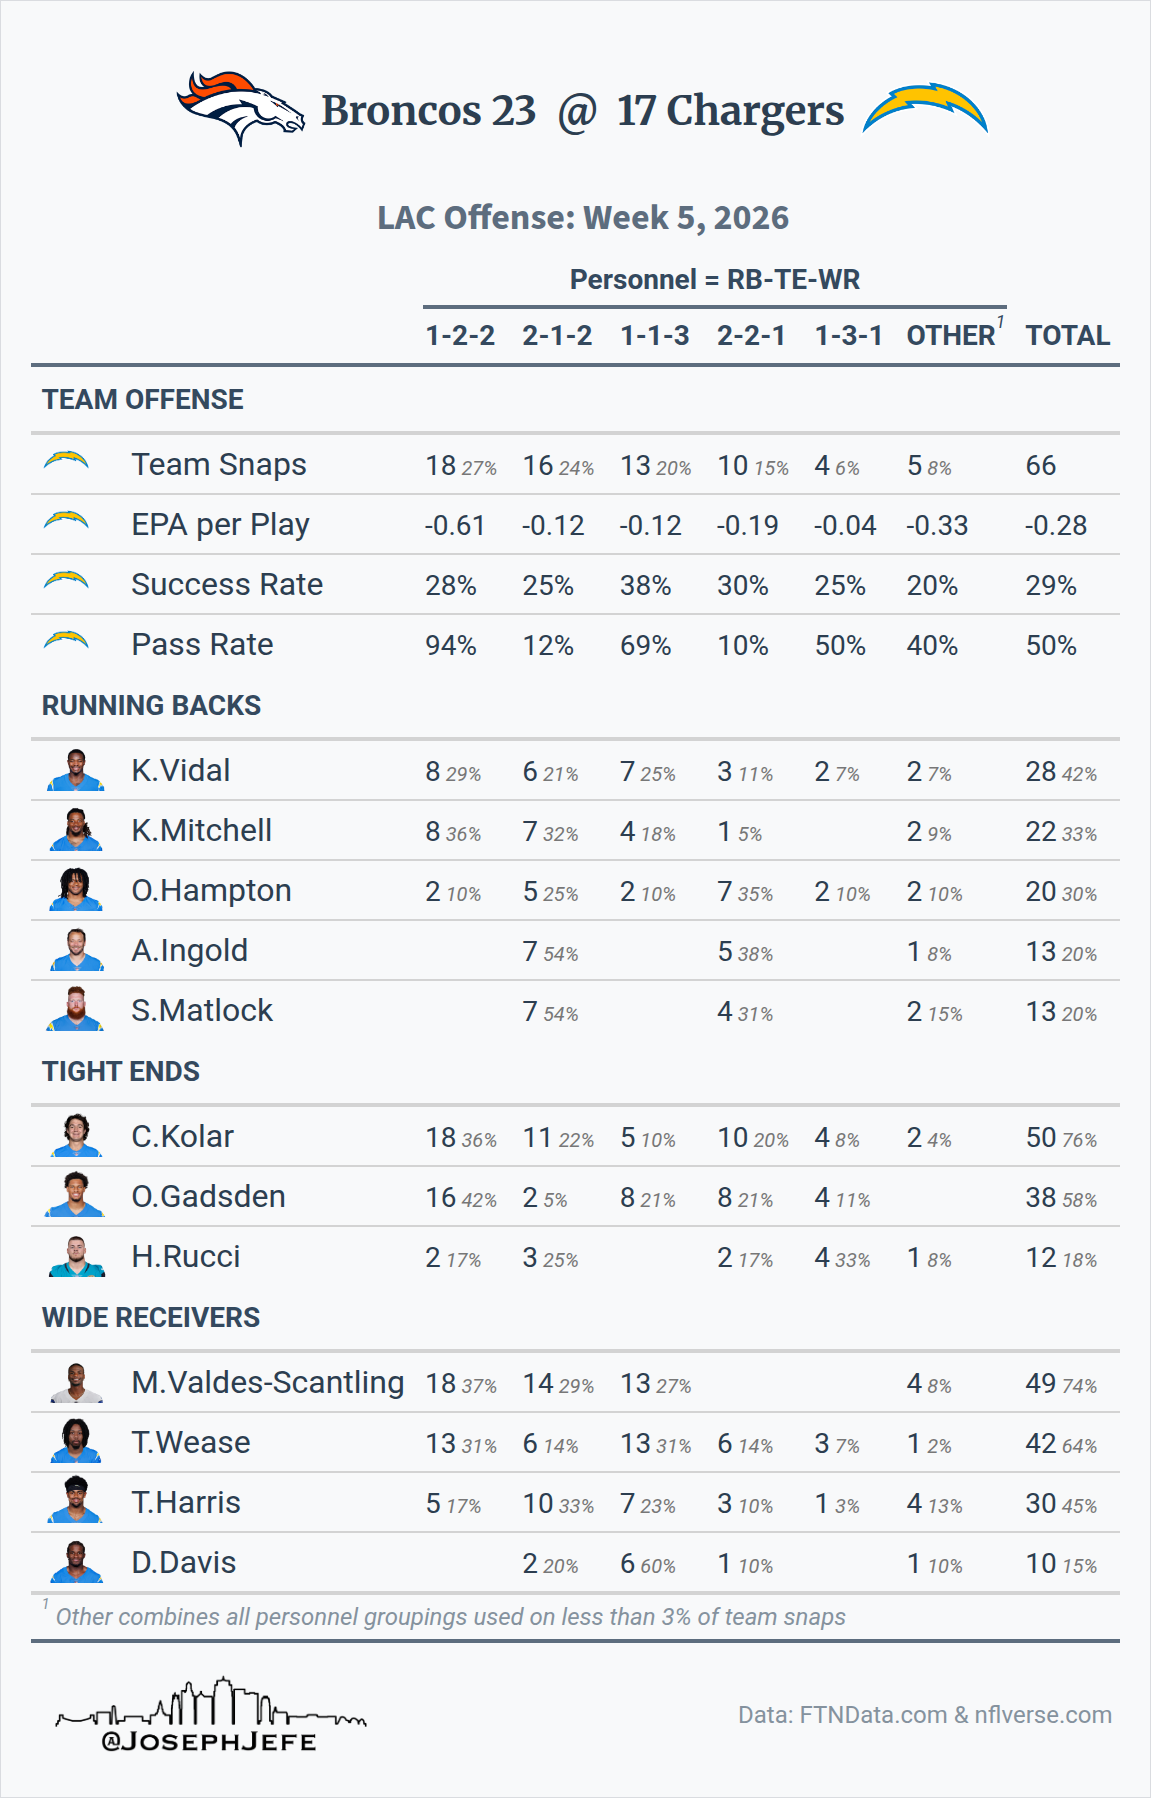 Broncos 23 @ 17 Chargers
LAC Offense: Week 5, 2026
Personnel = RB-TE-WR
1-2-2 2-1-2 1-1-3 2-2-1 1-3-1 OTHER1 TOTAL
TEAM OFFENSE
Team Snaps 18 27% 16 24% 13 20% 10 15% 4 6% 5 8% 66
EPA per Play -0.61 -0.12 -0.12 -0.19 -0.04 -0.33 -0.28
Success Rate 28% 25% 38% 30% 25% 20% 29%
Pass Rate 94% 12% 69% 10% 50% 40% 50%
RUNNING BACKS
K.Vidal 8 29% 6 21% 7 25% 3 11% 2 7% 2 7% 28 42%
K.Mitchell 8 36% 7 32% 4 18% 1 5% 2 9% 22 33%
O.Hampton 2 10% 5 25% 2 10% 7 35% 2 10% 2 10% 20 30%
A.Ingold 7 54% 5 38% 1 8% 13 20%
S.Matlock 7 54% 4 31% 2 15% 13 20%
TIGHT ENDS
C.Kolar 18 36% 11 22% 5 10% 10 20% 4 8% 2 4% 50 76%
O.Gadsden 16 42% 2 5% 8 21% 8 21% 4 11% 38 58%
H.Rucci 2 17% 3 25% 2 17% 4 33% 1 8% 12 18%
WIDE RECEIVERS
M.Valdes-Scantling 18 37% 14 29% 13 27% 4 8% 49 74%
T.Wease 13 31% 6 14% 13 31% 6 14% 3 7% 1 2% 42 64%
T.Harris 5 17% 10 33% 7 23% 3 10% 1 3% 4 13% 30 45%
D.Davis 2 20% 6 60% 1 10% 1 10% 10 15%
1 Other combines all personnel groupings used on less than 3% of team snaps
@JOSEPHJEFE
Data: FTNData.com & nflverse.com